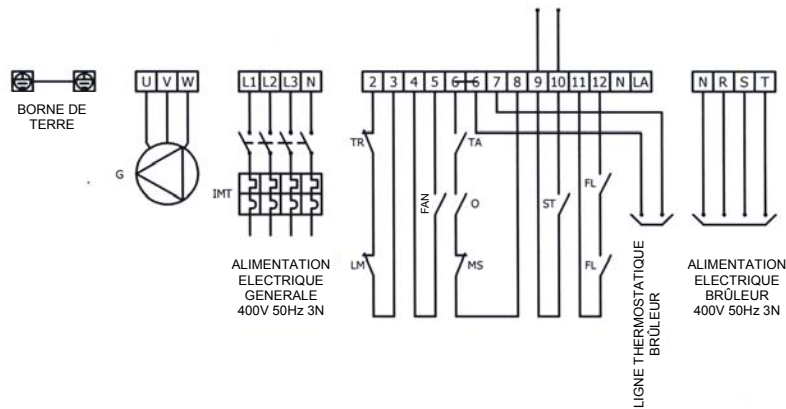 U V W
L1 L2 L3 N
2 3 4 5 6 6 7 8 9 10 11 12 N LA
N R S T
BORNE DE
TERRE
G
IMT
TR
TA
FL
FAN
O
ST
LM
MS
FL
ALIMENTATION
ELECTRIQUE
GENERALE
400V 50Hz 3N
LIGNE THERMOSTATIQUE
BRÛLEUR
ALIMENTATION
ELECTRIQUE
BRÛLEUR
400V 50Hz 3N